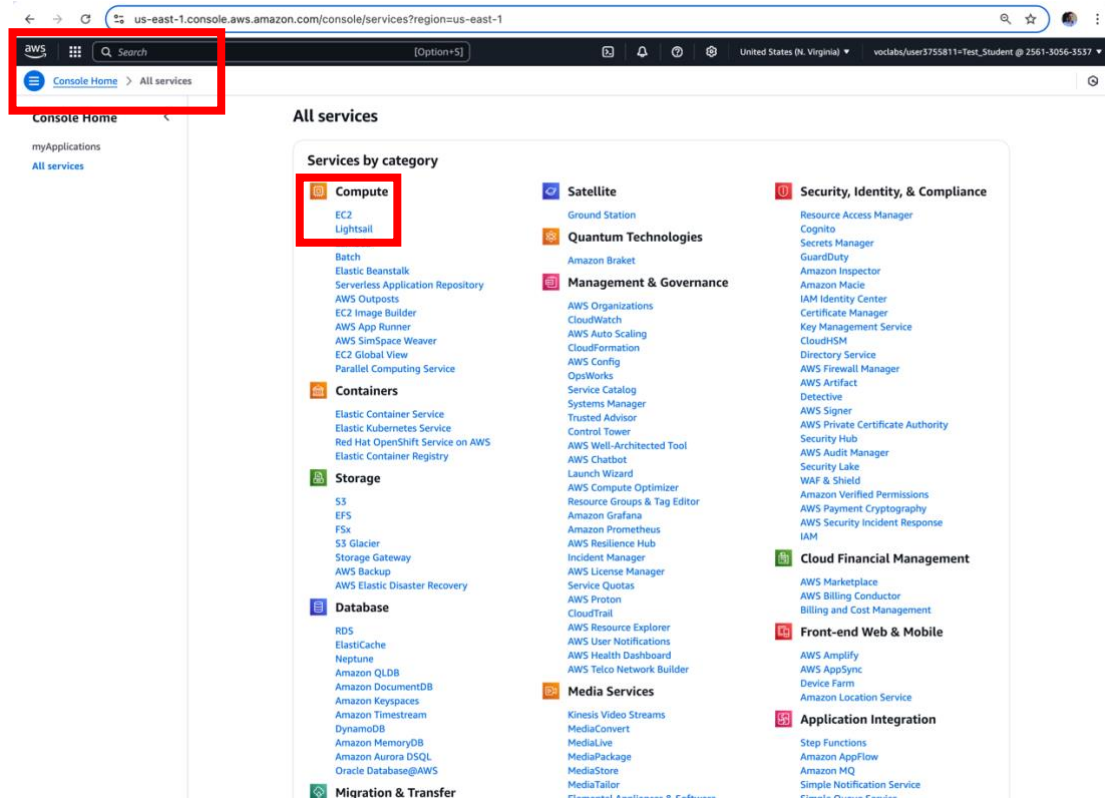 us-east-1.console.aws.amazon.com/console/services?region=us-east-1
aws
Search
[Option+S]
United States (N. Virginia)
voclabs/user3755811=Test_Student @ 2561-3056-3537
Console Home > All services
Console Home
myApplications
All services
All services
Services by category
Compute
EC2
Lightsail
Batch
Elastic Beanstalk
Serverless Application Repository
AWS Outposts
EC2 Image Builder
AWS App Runner
AWS SimSpace Weaver
EC2 Global View
Parallel Computing Service
Containers
Elastic Container Service
Elastic Kubernetes Service
Red Hat OpenShift Service on AWS
Elastic Container Registry
Storage
S3
EFS
FSx
S3 Glacier
Storage Gateway
AWS Backup
AWS Elastic Disaster Recovery
Database
RDS
ElastiCache
Neptune
Amazon QLDB
Amazon DocumentDB
Amazon Keyspaces
Amazon Timestream
DynamoDB
Amazon MemoryDB
Amazon Aurora DSQL
Oracle Database@AWS
Migration & Transfer
Satellite
Ground Station
Quantum Technologies
Amazon Braket
Management & Governance
AWS Organizations
CloudWatch
AWS Auto Scaling
CloudFormation
AWS Config
OpsWorks
Service Catalog
Systems Manager
Trusted Advisor
Control Tower
AWS Well-Architected Tool
AWS Chatbot
Launch Wizard
AWS Compute Optimizer
Resource Groups & Tag Editor
Amazon Grafana
Amazon Prometheus
AWS Resilience Hub
Incident Manager
AWS License Manager
Service Quotas
AWS Proton
CloudTrail
AWS Resource Explorer
AWS User Notifications
AWS Health Dashboard
AWS Telco Network Builder
Media Services
Kinesis Video Streams
MediaConvert
MediaLive
MediaPackage
MediaStore
MediaTailor
Elemental Appliances & Software
Security, Identity, & Compliance
Resource Access Manager
Cognito
Secrets Manager
GuardDuty
Amazon Inspector
Amazon Macie
IAM Identity Center
Certificate Manager
Key Management Service
CloudHSM
Directory Service
AWS Firewall Manager
AWS Artifact
Detective
AWS Signer
AWS Private Certificate Authority
Security Hub
AWS Audit Manager
Security Lake
WAF & Shield
Amazon Verified Permissions
AWS Payment Cryptography
AWS Security Incident Response
IAM
Cloud Financial Management
AWS Marketplace
AWS Billing Conductor
Billing and Cost Management
Front-end Web & Mobile
AWS Amplify
AWS AppSync
Device Farm
Amazon Location Service
Application Integration
Step Functions
Amazon AppFlow
Amazon MQ
Simple Notification Service
Simple Queue Service